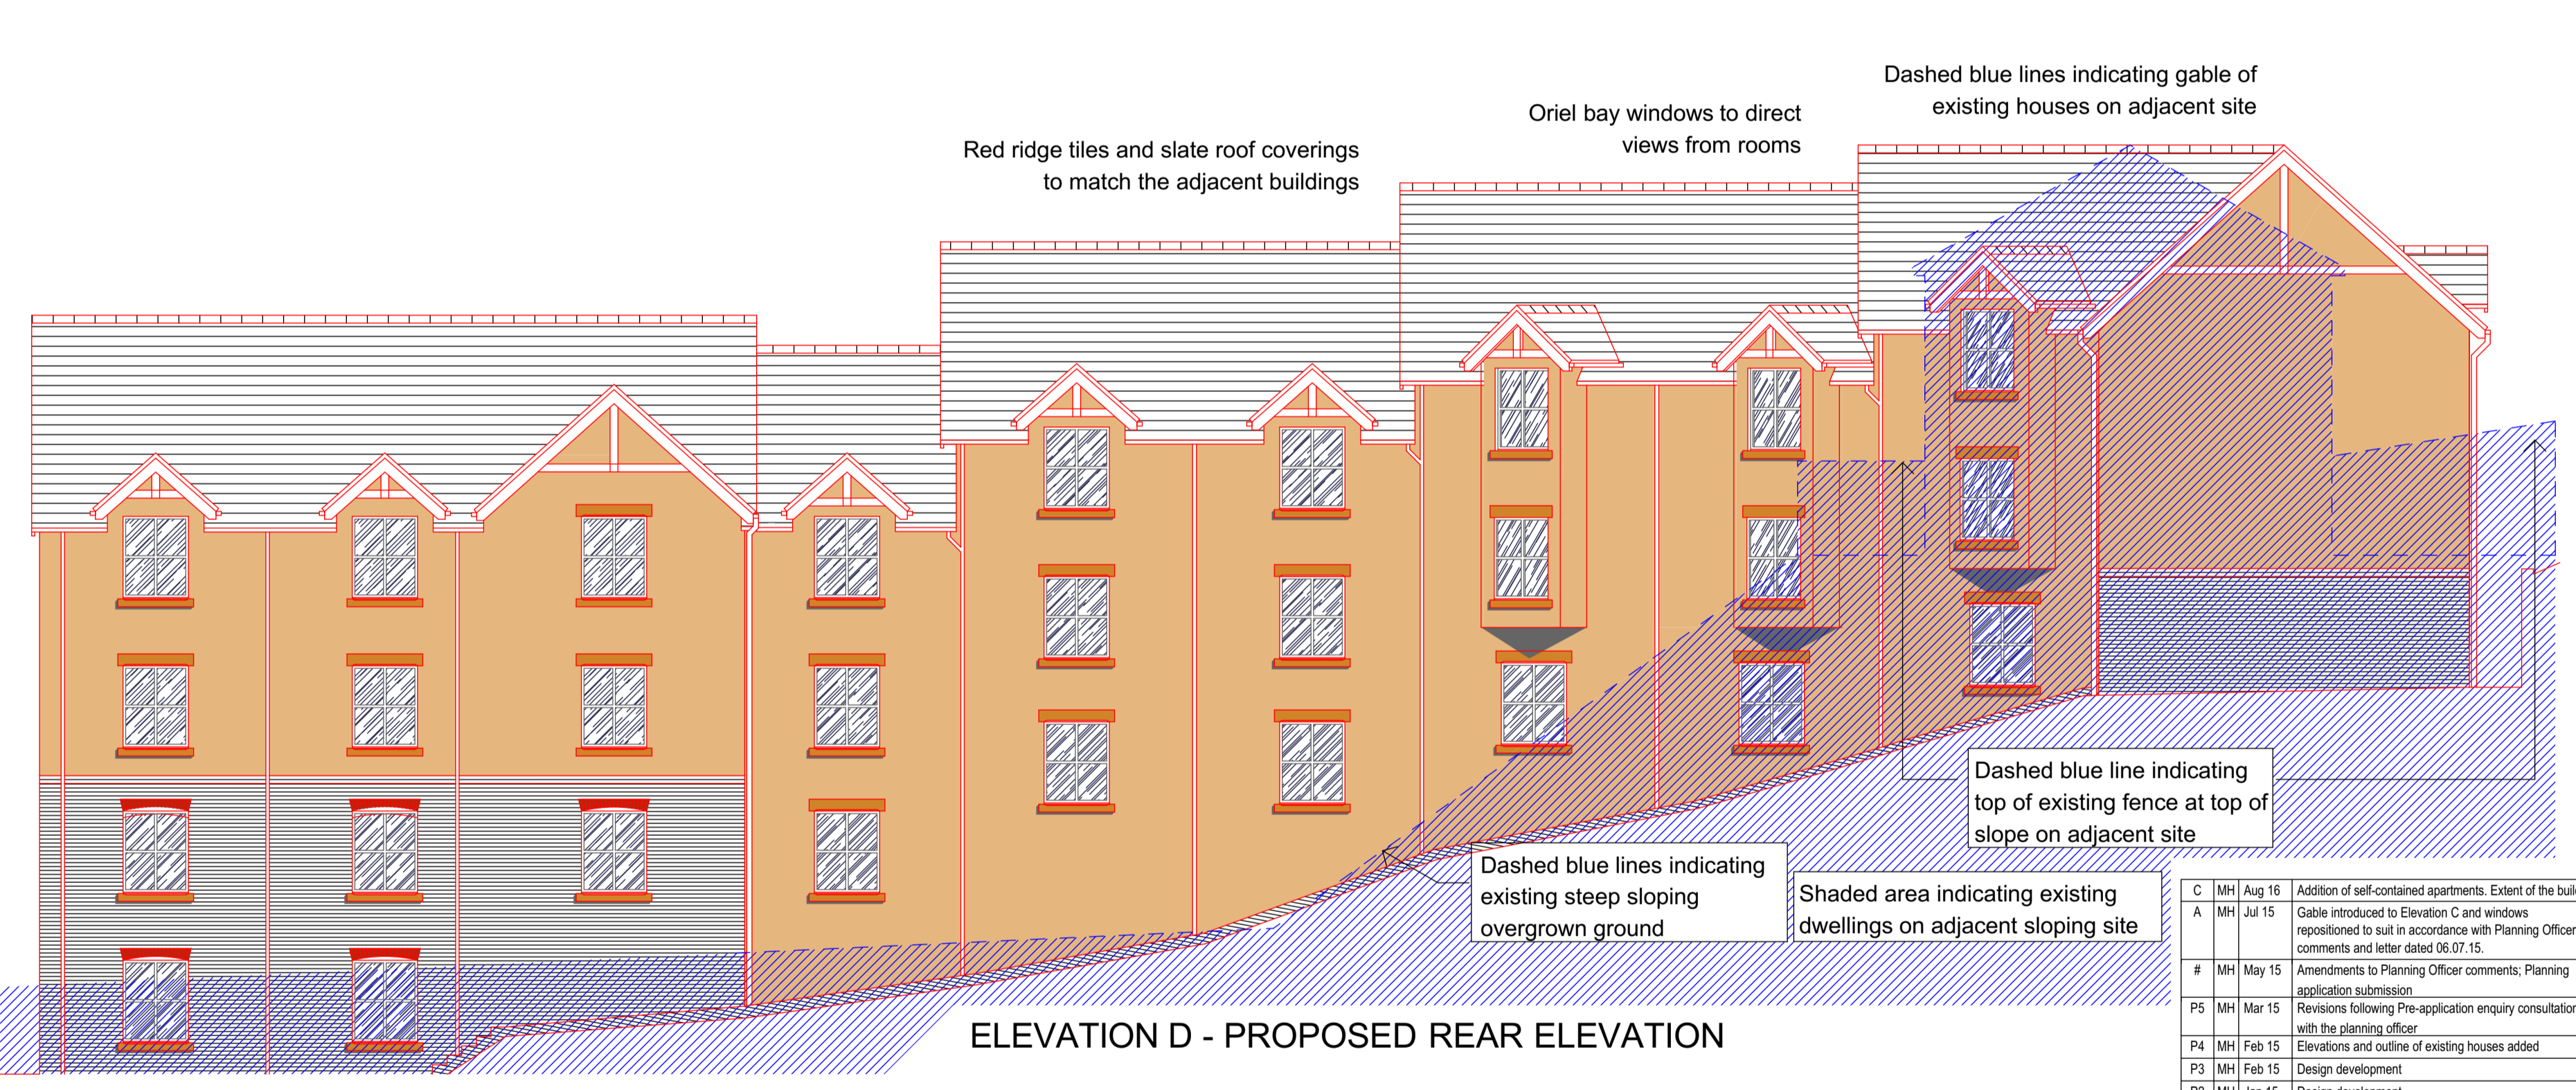 Dashed blue lines indicating gable of
existing houses on adjacent site
Oriel bay windows to direct
views from rooms
Red ridge tiles and slate roof coverings
to match the adjacent buildings
Dashed blue line indicating
top of existing fence at top of
slope on adjacent site
Dashed blue lines indicating
existing steep sloping
overgrown ground
Shaded area indicating existing
dwellings on adjacent sloping site
ELEVATION D - PROPOSED REAR ELEVATION
C MH Aug 16 Addition of self-contained apartments. Extent of the
A MH Jul 15 Gable introduced to Elevation C and windows
repositioned to suit in accordance with Planning Officer
comments and letter dated 06.07.15.
# MH May 15 Amendments to Planning Officer comments; Planning
application submission
P5 MH Mar 15 Revisions following Pre-application enquiry consultation
with the planning officer
P4 MH Feb 15 Elevations and outline of existing houses added
P3 MH Feb 15 Design development